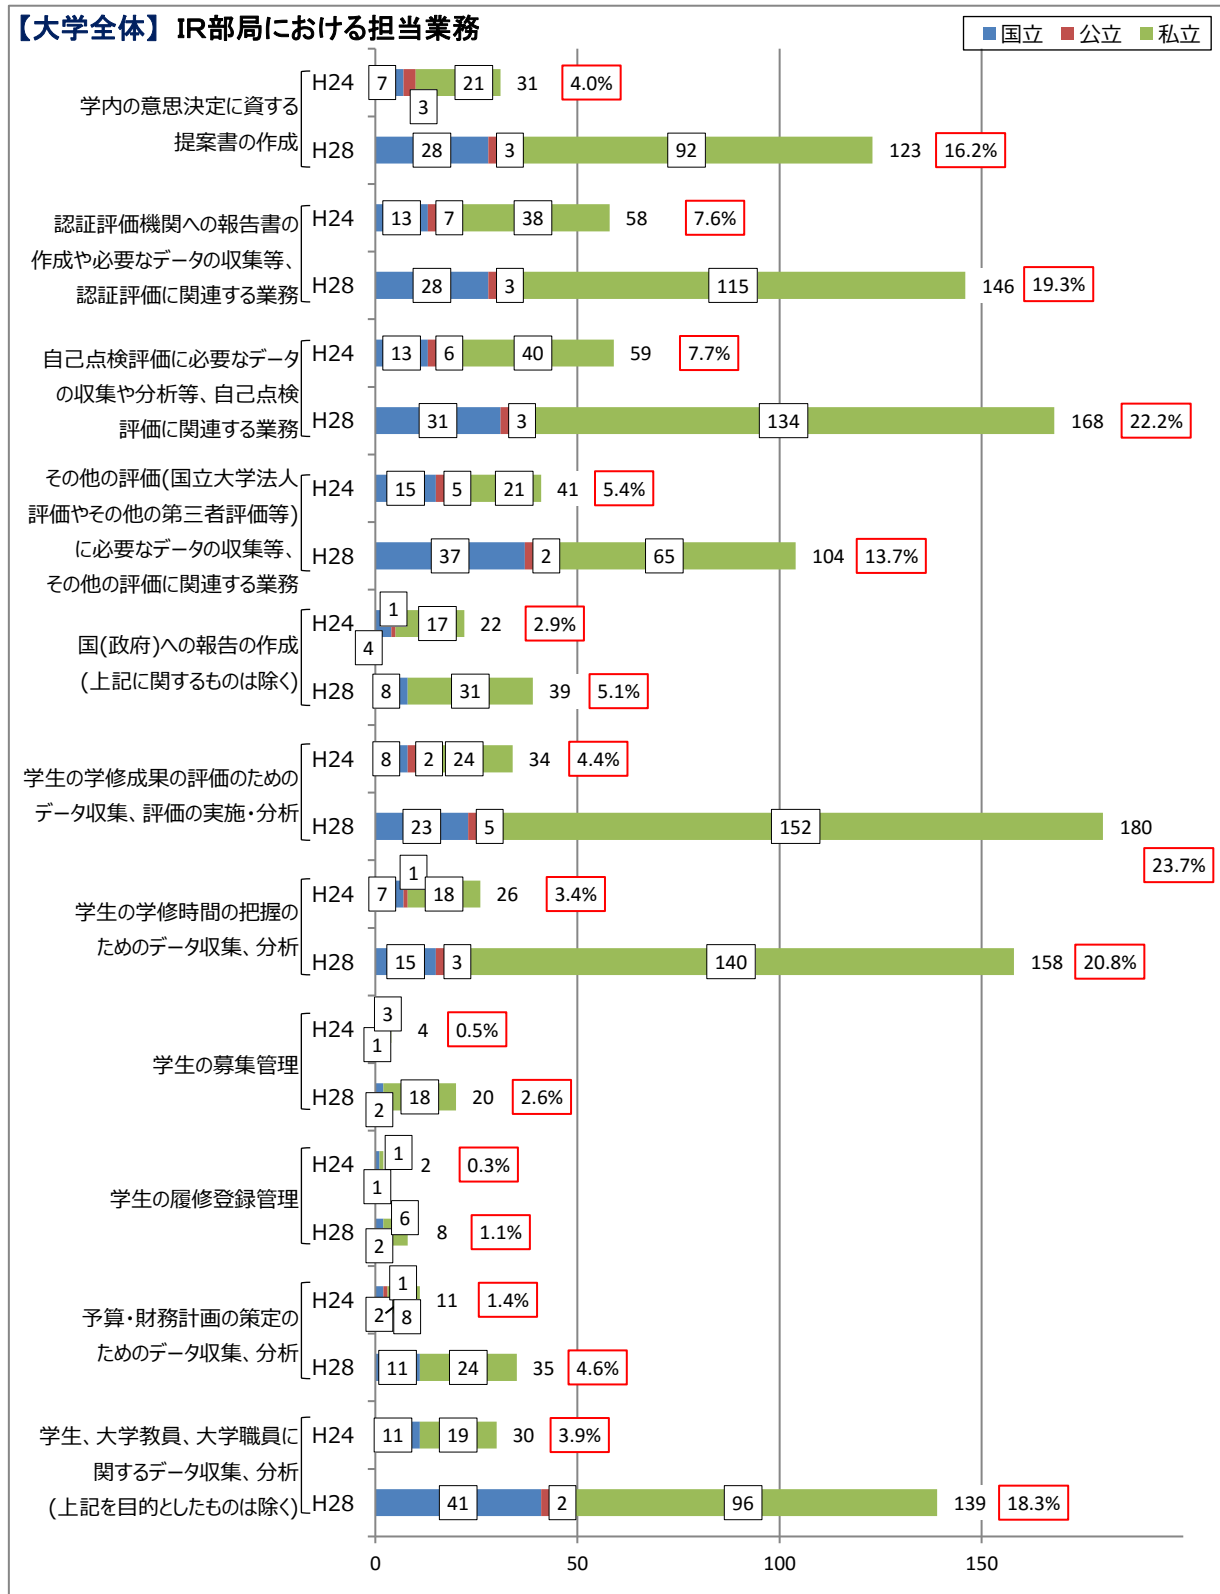 【大学全体】 IR部局における担当業務
国立 公立 私立
学内の意思決定に資する
提案書の作成
H24 7 3 21 31 4.0%
H28 28 3 92 123 16.2%
認証評価機関への報告書の
作成や必要なデータの収集等、
認証評価に関連する業務
H24 13 7 38 58 7.6%
H28 28 3 115 146 19.3%
自己点検評価に必要なデータ
の収集や分析等、自己点検
評価に関連する業務
H24 13 6 40 59 7.7%
H28 31 3 134 168 22.2%
その他の評価(国立大学法人
評価やその他の第三者評価等)
に必要なデータの収集等、
その他の評価に関連する業務
H24 15 5 21 41 5.4%
H28 37 2 65 104 13.7%
国(政府)への報告の作成
(上記に関するものは除く)
H24 4 1 17 22 2.9%
H28 8 31 39 5.1%
学生の学修成果の評価のための
データ収集、評価の実施・分析
H24 8 2 24 34 4.4%
H28 23 5 152 180 23.7%
学生の学修時間の把握の
ためのデータ収集、分析
H24 7 1 18 26 3.4%
H28 15 3 140 158 20.8%
学生の募集管理
H24 1 3 4 0.5%
H28 2 18 20 2.6%
学生の履修登録管理
H24 1 1 2 0.3%
H28 2 6 8 1.1%
予算・財務計画の策定の
ためのデータ収集、分析
H24 2 1 8 11 1.4%
H28 11 24 35 4.6%
学生、大学教員、大学職員に
関するデータ収集、分析
(上記を目的としたものは除く)
H24 11 19 30 3.9%
H28 41 2 96 139 18.3%
0 50 100 150